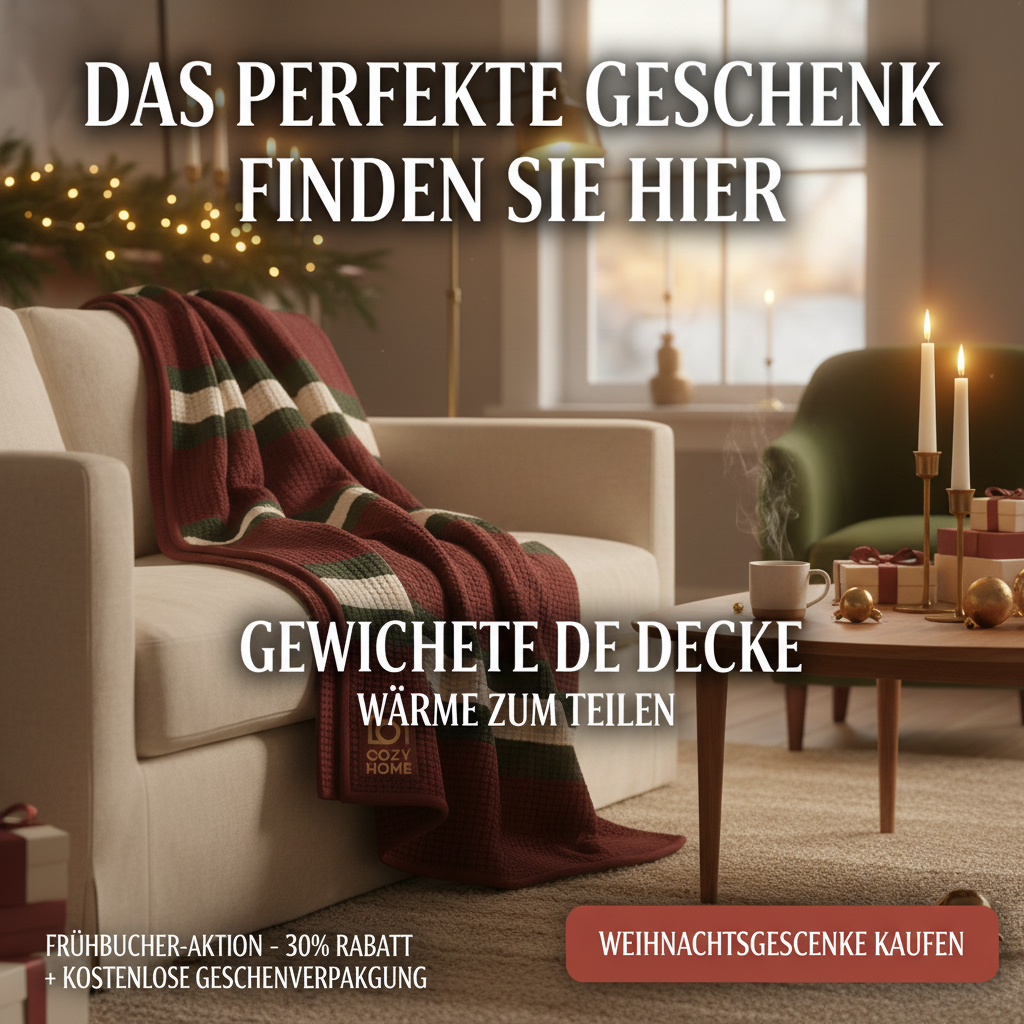 DAS PERFEKTE GESCHENK
FINDEN SIE HIER
GEWICHETE DE DECKE
WÄRME ZUM TEILEN
COZY
HOME
FRÜHBUCHER-AKTION - 30% RABATT
+ KOSTENLOSE GESCHENVERPAKGUNG
WEIHNACHTSGESCENKE KAUFEN